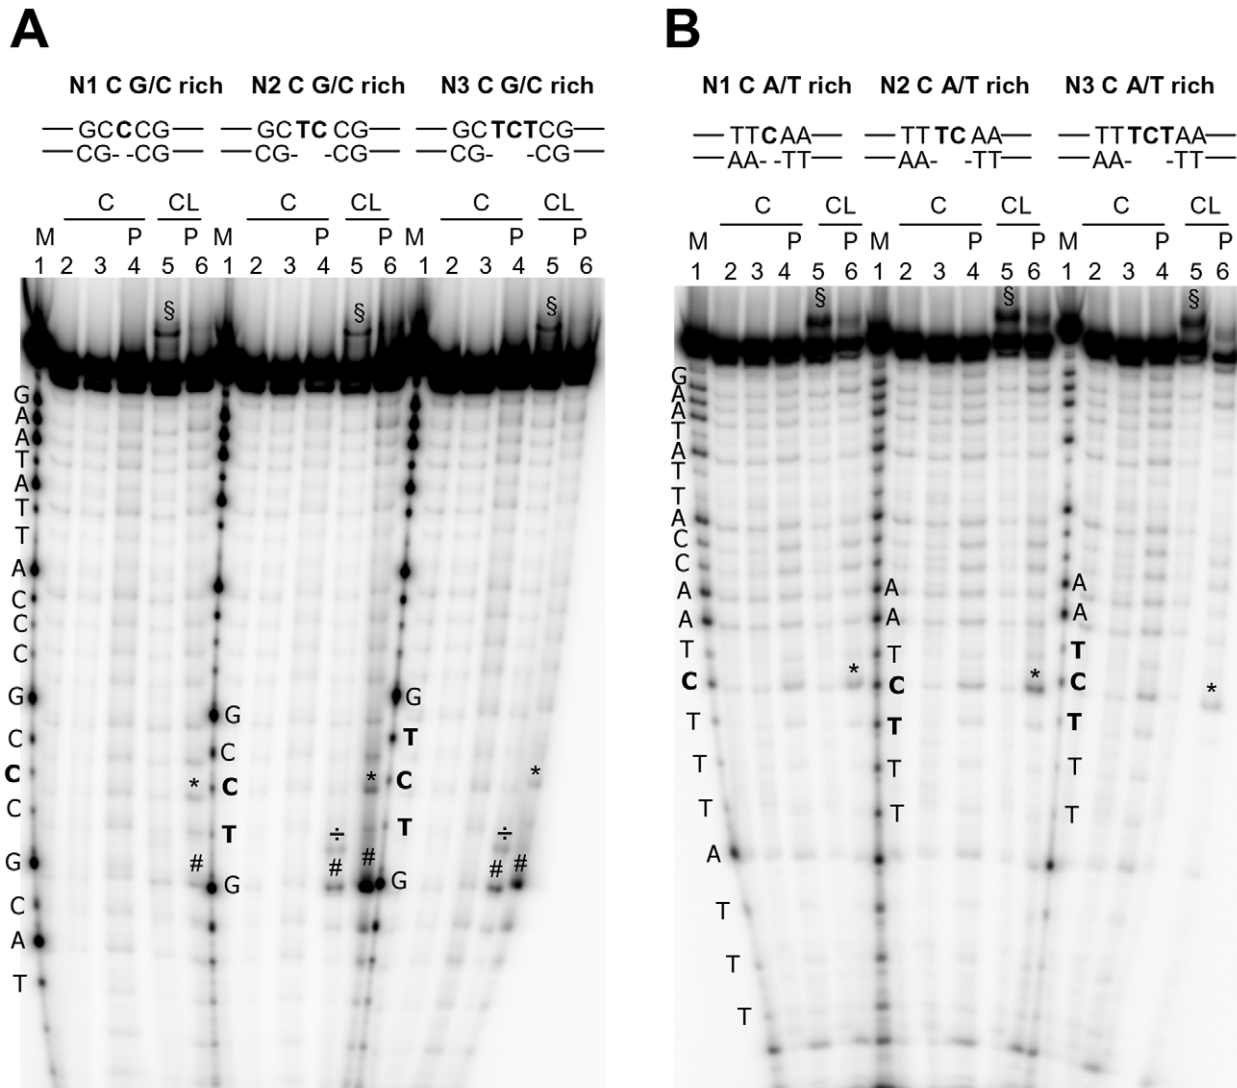 A
N1 C G/C rich N2 C G/C rich N3 C G/C rich
GCCCG GCTCCG GCTCTCG
CG- -CG CG- -CG CG- -CG
C CL C CL C CL
M P P M P P M P P
1 2 3 4 5 6 1 2 3 4 5 6 1 2 3 4 5 6
§ § §
G
A
A
T
A
T
T
A
C
C
C
G
C
C
C
G
C
A
T
*
#
G
C
C
T
G
÷
#
*
#
G
T
C
T
G
÷
#
#
*
B
N1 C A/T rich N2 C A/T rich N3 C A/T rich
TTCAA TTTCAA TTTCTAA
AA- -TT AA- -TT AA- -TT
C CL C CL C CL
M P P M P P M P P
1 2 3 4 5 6 1 2 3 4 5 6 1 2 3 4 5 6
§ § §
G
A
A
T
A
T
T
A
C
C
A
A
T
C
T
T
T
A
T
T
T
*
A
A
T
C
T
T
T
*
A
A
T
C
T
T
T
*